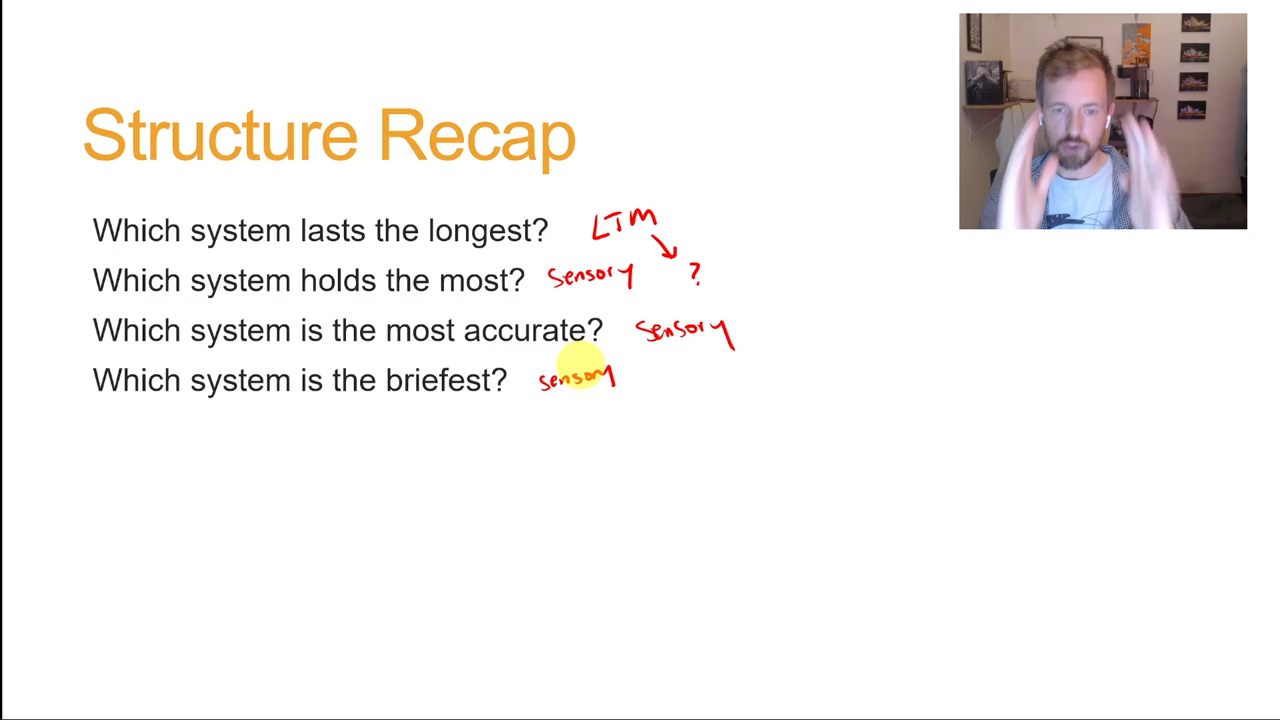 Structure Recap
Which system lasts the longest? LTM
Which system holds the most? Sensory ?
Which system is the most accurate? Sensory
Which system is the briefest? sensory
TAPE